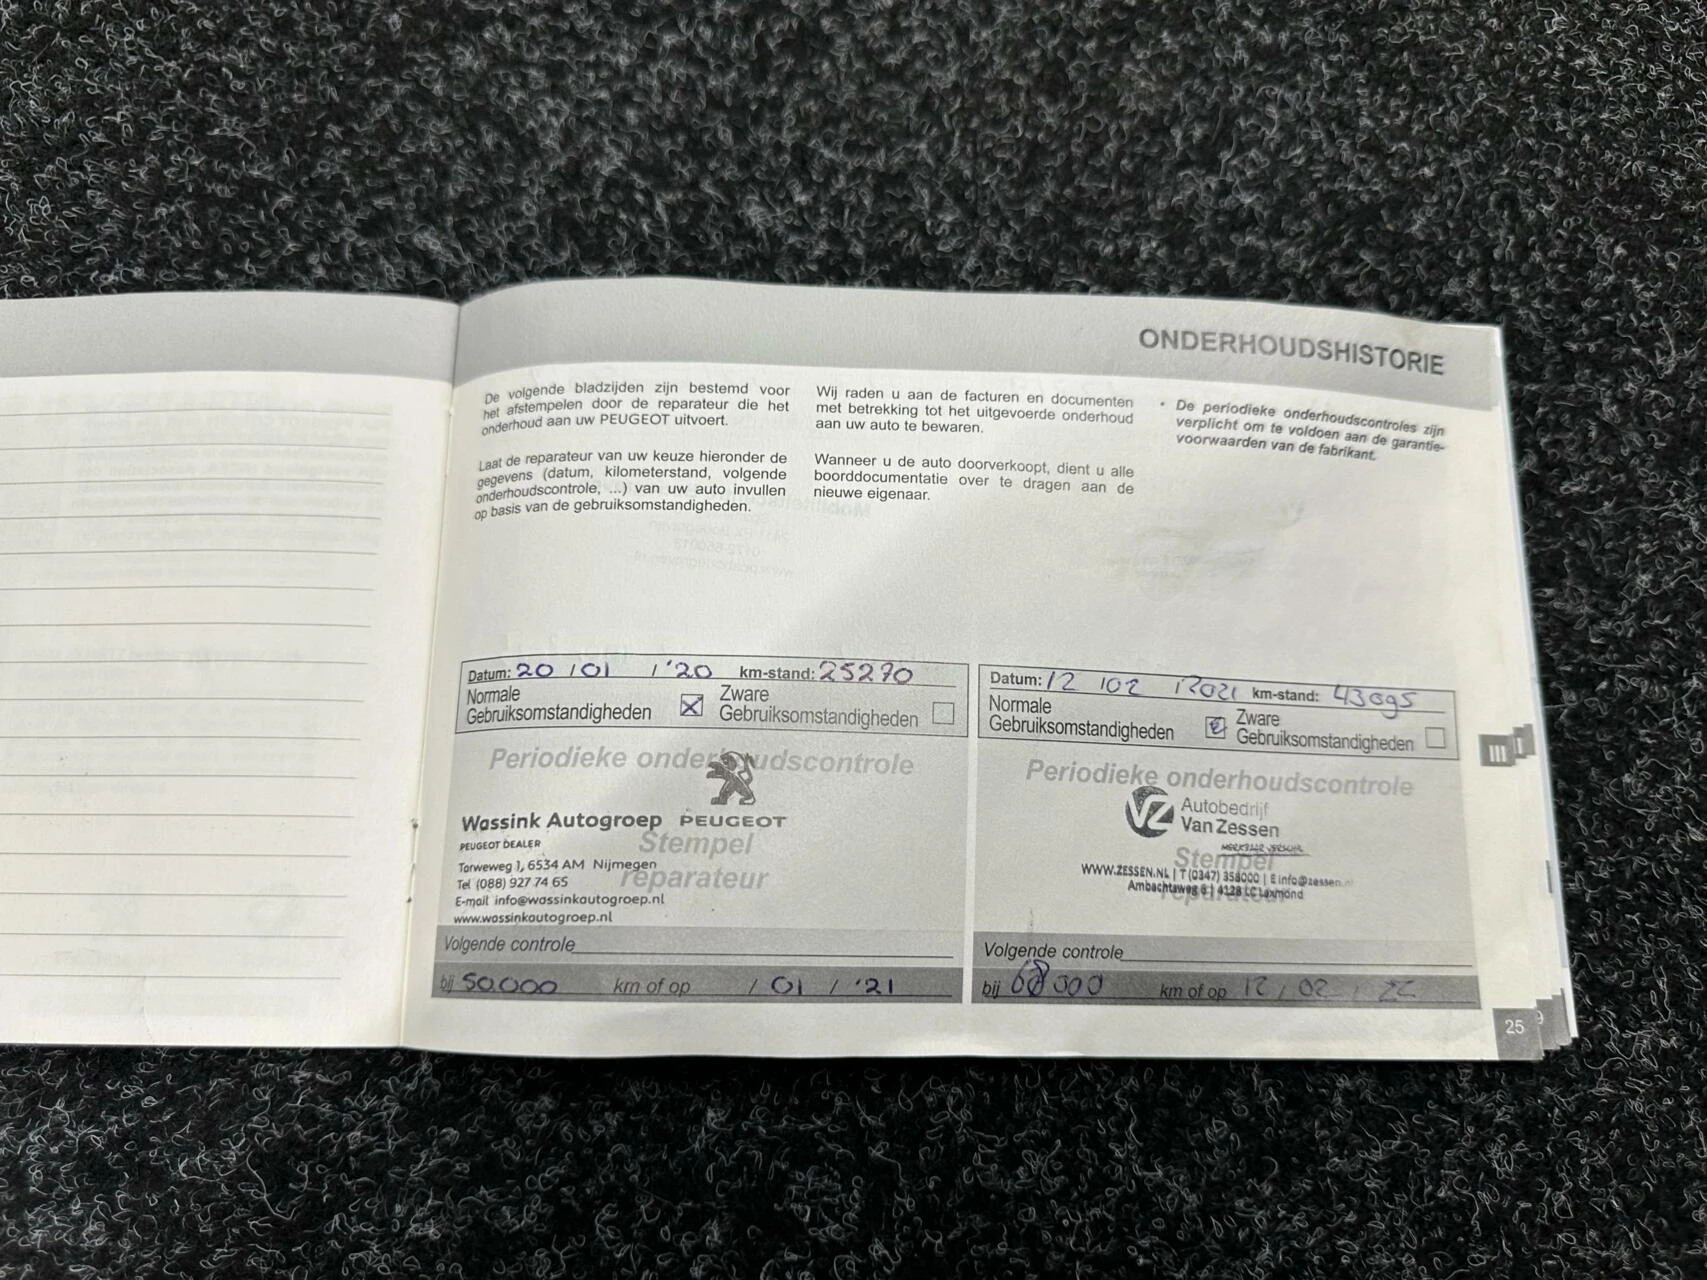 ONDERHOUDSHISTORIE
De volgende bladzijden zijn bestemd voor
het afstempelen door de reparateur die het
onderhoud aan uw PEUGEOT uitvoert.
Laat de reparateur van uw keuze hieronder de
gegevens (datum, kilometerstand, volgende
onderhoudscontrole, ...) van uw auto invullen
op basis van de gebruiksomstandigheden.
Wij raden u aan de facturen en documenten
met betrekking tot het uitgevoerde onderhoud
aan uw auto te bewaren.
Wanneer u de auto doorverkoopt, dient u alle
boorddocumentatie over te dragen aan de
nieuwe eigenaar.
• De periodieke onderhoudscontroles zijn
verplicht om te voldoen aan de garantie-
voorwaarden van de fabrikant.
Datum: 20 / 01 / '20 km-stand: 25270
Normale
Gebruiksomstandigheden
Zware
Gebruiksomstandigheden
Periodieke onderhoudscontrole
Wassink Autogroep PEUGEOT
PEUGEOT DEALER
Stempel
Tarweweg 1, 6534 AM Nijmegen
Tel (088) 927 74 65
reparateur
E-mail info@wassinkautogroep.nl
www.wassinkautogroep.nl
Volgende controle
bij 50.000 km of op / 01 / '21
Datum: 12 / 02 / 2021 km-stand: 43095
Normale
Gebruiksomstandigheden
Zware
Gebruiksomstandigheden
Periodieke onderhoudscontrole
VZ Autobedrijf
Van Zessen
MERKBAAR VERSCHIL
Stempel
WWW.ZESSEN.NL | T (0347) 358000 | E info@zessen.nl
Ambachtsweg 6 | 4128 LC Lexmond
reparateur
Volgende controle
bij 68000 km of op 12 / 02 / 22
III
I
25
9